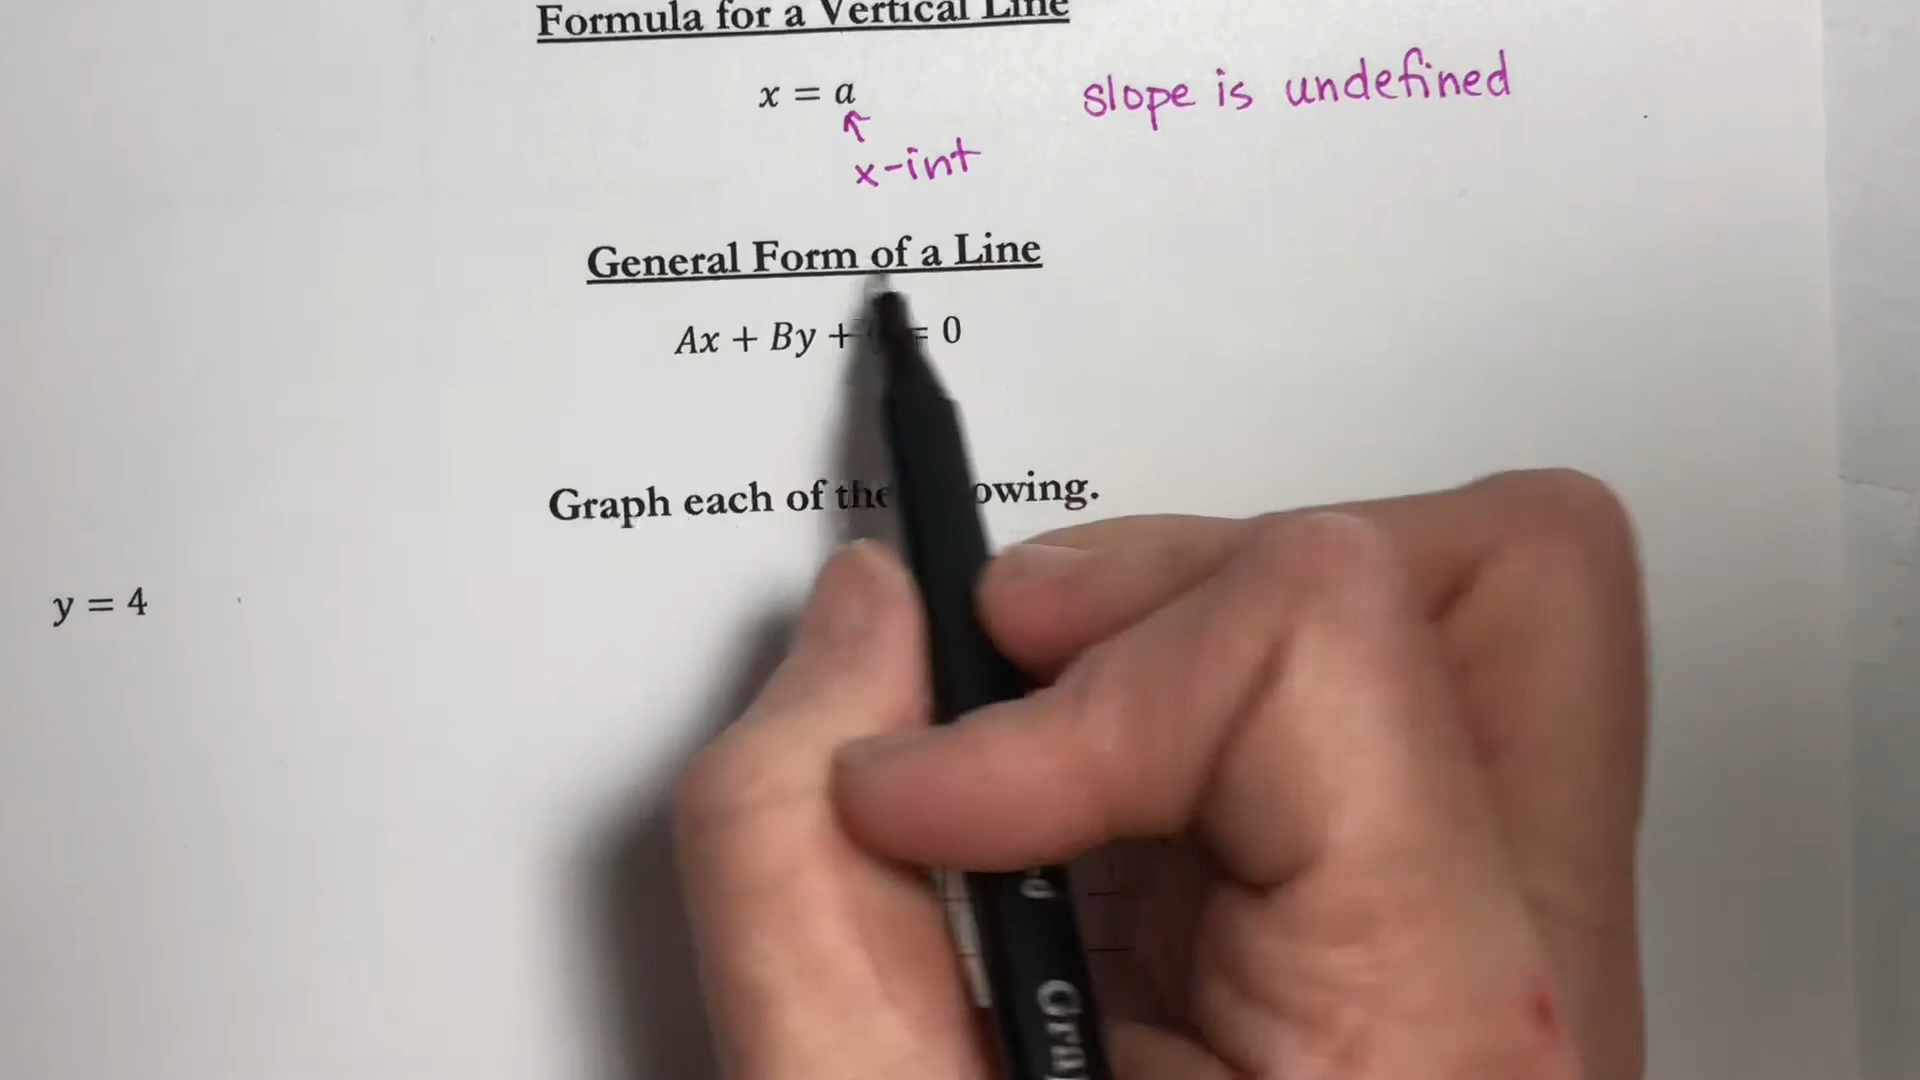 Formula for a Vertical Line
x = a
slope is undefined
x-int
General Form of a Line
Ax + By + = 0
Graph each of the
y = 4